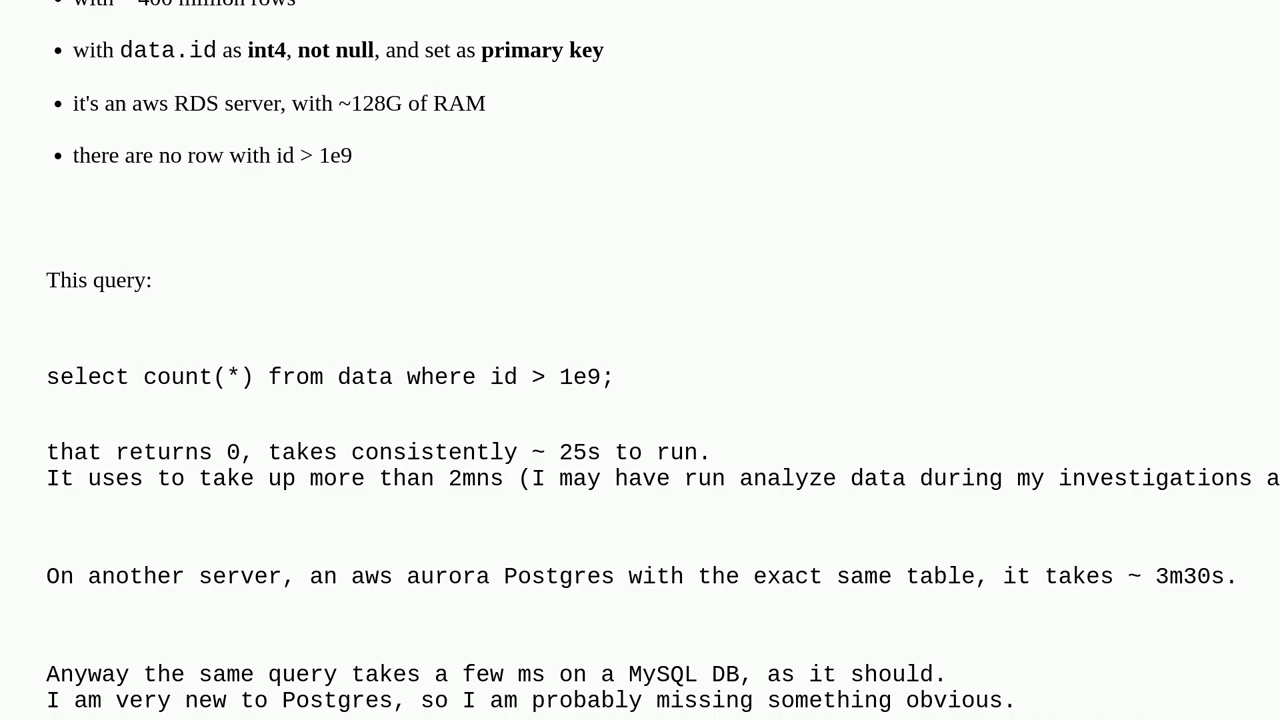 with ~ 400 million rows
with data.id as int4, not null, and set as primary key
it's an aws RDS server, with ~128G of RAM
there are no row with id > 1e9
This query:
select count(*) from data where id > 1e9;
that returns 0, takes consistently ~ 25s to run.
It uses to take up more than 2mns (I may have run analyze data during my investigations a
On another server, an aws aurora Postgres with the exact same table, it takes ~ 3m30s.
Anyway the same query takes a few ms on a MySQL DB, as it should.
I am very new to Postgres, so I am probably missing something obvious.